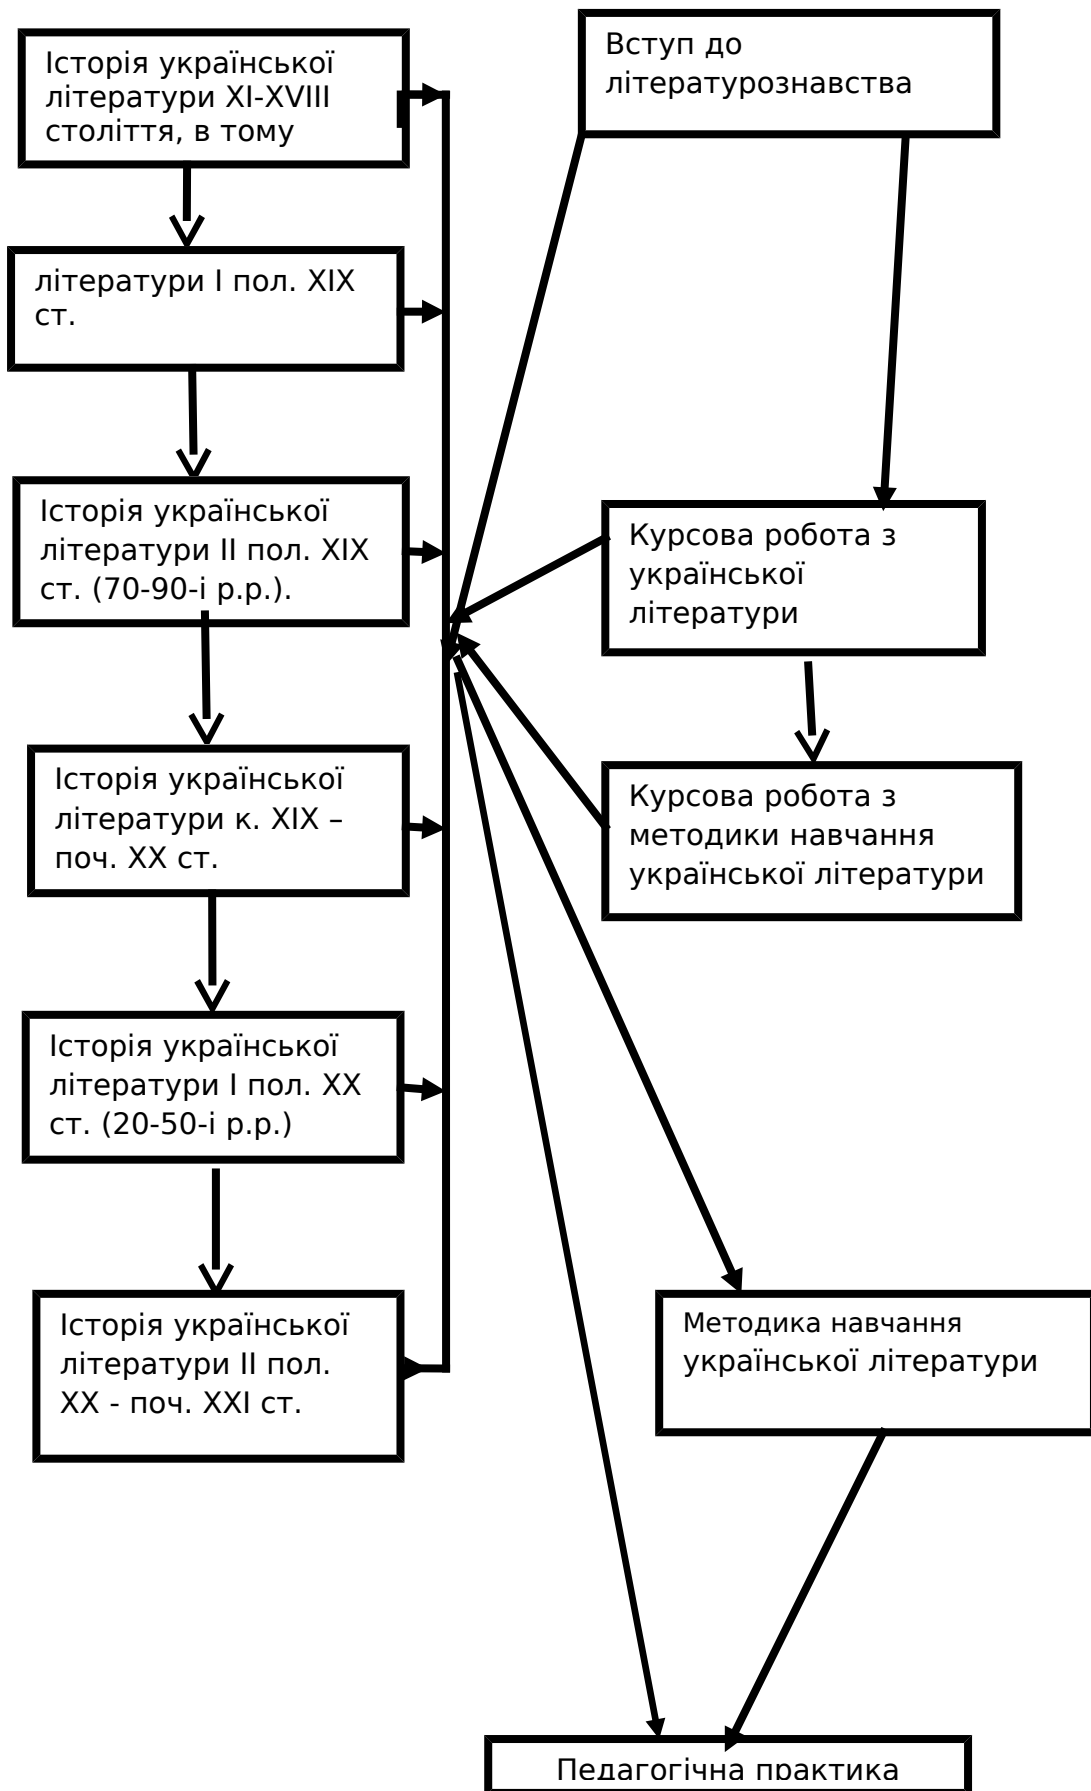 Історія української
літератури XI-XVIII
століття, в тому
літератури І пол. XIX
ст.
Історія української
літератури ІІ пол. XIX
ст. (70-90-і р.р.).
Історія української
літератури к. XIX –
поч. XX ст.
Історія української
літератури І пол. XX
ст. (20-50-і р.р.)
Історія української
літератури ІІ пол.
XX - поч. XXI ст.
Вступ до
літературознавства
Курсова робота з
української
літератури
Курсова робота з
методики навчання
української літератури
Методика навчання
української літератури
Педагогічна практика